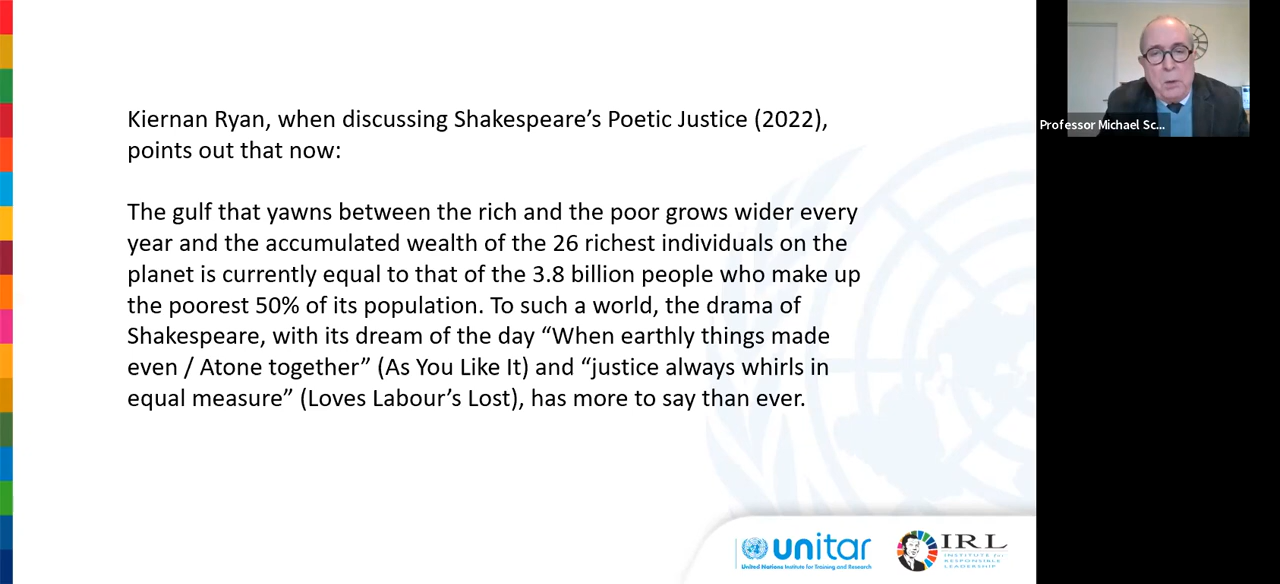 Kiernan Ryan, when discussing Shakespeare’s Poetic Justice (2022),
points out that now:
The gulf that yawns between the rich and the poor grows wider every
year and the accumulated wealth of the 26 richest individuals on the
planet is currently equal to that of the 3.8 billion people who make up
the poorest 50% of its population. To such a world, the drama of
Shakespeare, with its dream of the day “When earthly things made
even / Atone together” (As You Like It) and “justice always whirls in
equal measure” (Loves Labour’s Lost), has more to say than ever.
unitar
United Nations Institute for Training and Research
IRL
INSTITUTE for
RESPONSIBLE
LEADERSHIP
Professor Michael Sc...